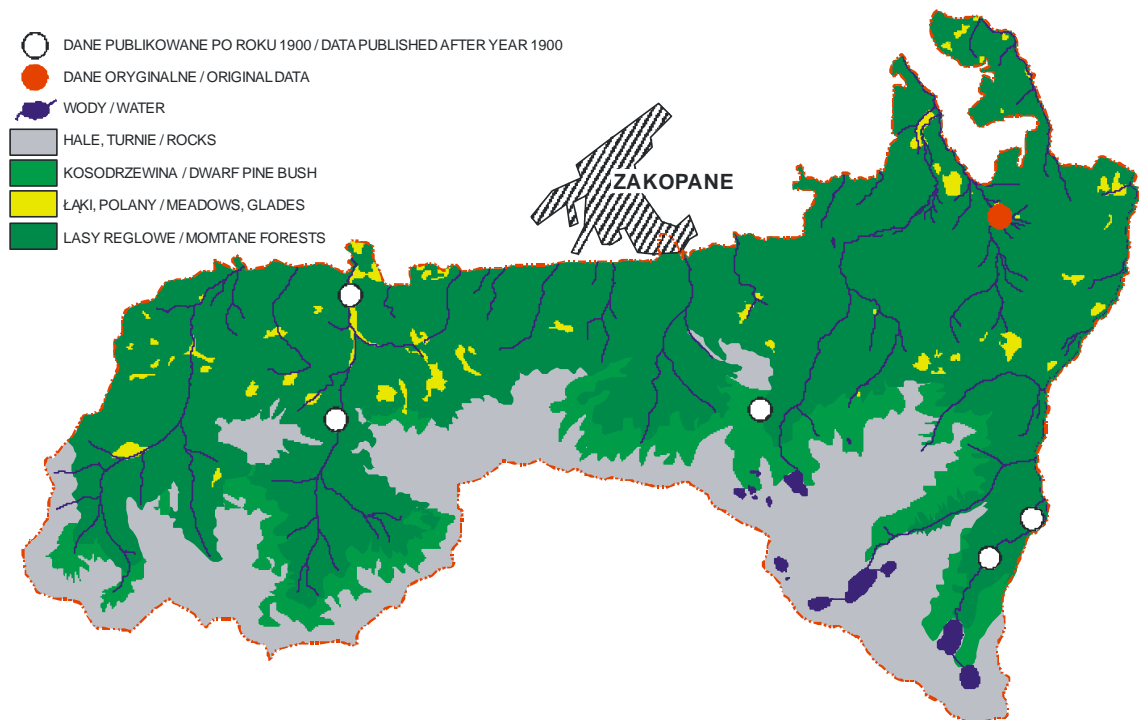 DANE PUBLIKOWANE PO ROKU 1900 / DATA PUBLISHED AFTER YEAR 1900
DANE ORYGINALNE / ORIGINAL DATA
WODY / WATER
HALE, TURNIE / ROCKS
KOSODRZEWINA / DWARF PINE BUSH
ŁĄKI, POLANY / MEADOWS, GLADES
LASY REGLOWE / MOMTANE FORESTS
ZAKOPANE